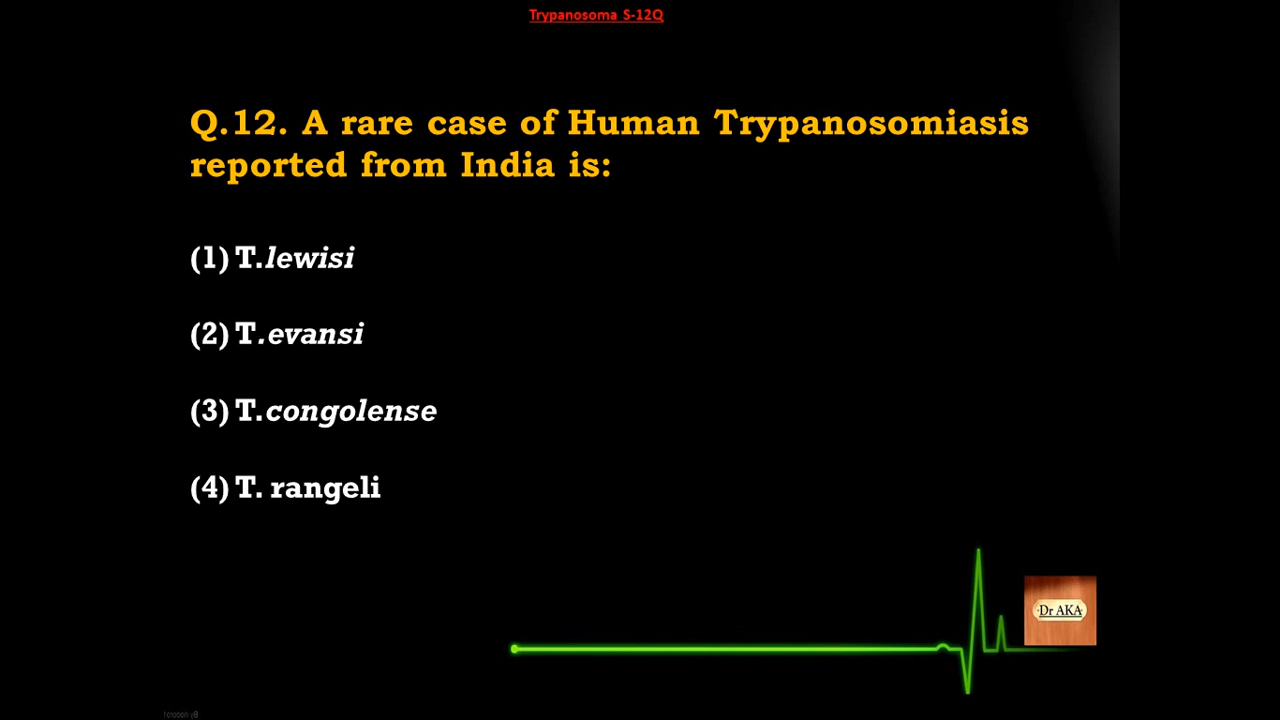 Trypanosoma S-12Q
Q.12. A rare case of Human Trypanosomiasis
reported from India is:
(1) T.lewisi
(2) T.evansi
(3) T.congolense
(4) T. rangeli
Dr AKA